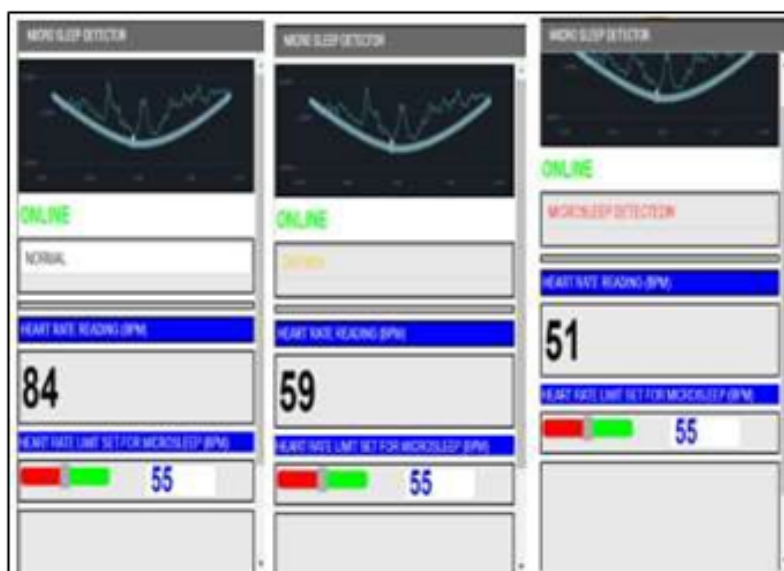 MICRO SLEEP DETECTOR
ONLINE
NORMAL
HEART RATE READING (BPM)
84
HEART RATE LIMIT SET FOR MICROSLEEP (BPM)
55
MICRO SLEEP DETECTOR
ONLINE
HEART RATE READING (BPM)
59
HEART RATE LIMIT SET FOR MICROSLEEP (BPM)
55
MICRO SLEEP DETECTOR
ONLINE
MICROSLEEP
HEART RATE READING (BPM)
51
HEART RATE LIMIT SET FOR MICROSLEEP (BPM)
55